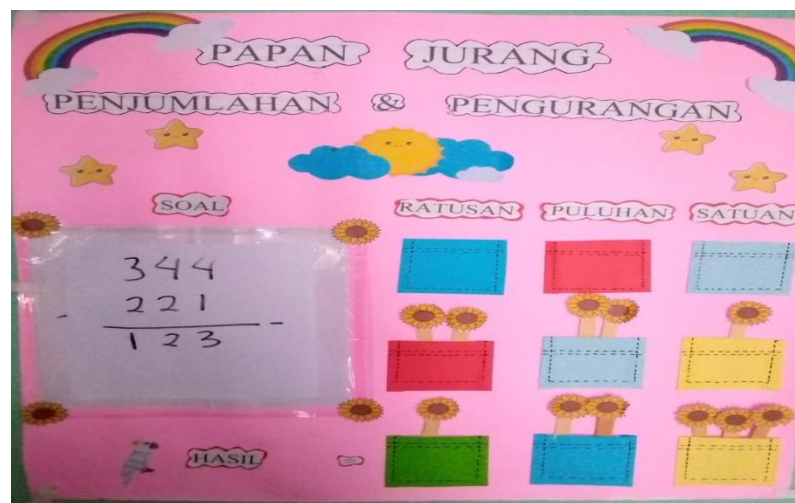 PAPAN JURANG
PENJUMLAHAN & PENGURANGAN
SOAL
RATUSAN PULUHAN SATUAN
344
221
-
123
HASIL =